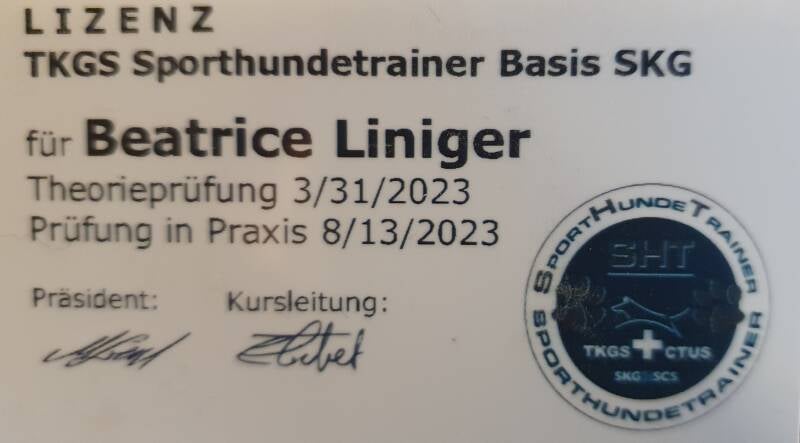 LIZENZ
TKGS Sporthundetrainer Basis SKG
für Beatrice Liniger
Theorieprüfung 3/31/2023
Prüfung in Praxis 8/13/2023
Präsident: Kursleitung:
SPORTHUNDETRAINER
SHT
TKGS CTUS
SKG SCS
SPORTHUNDETRAINER